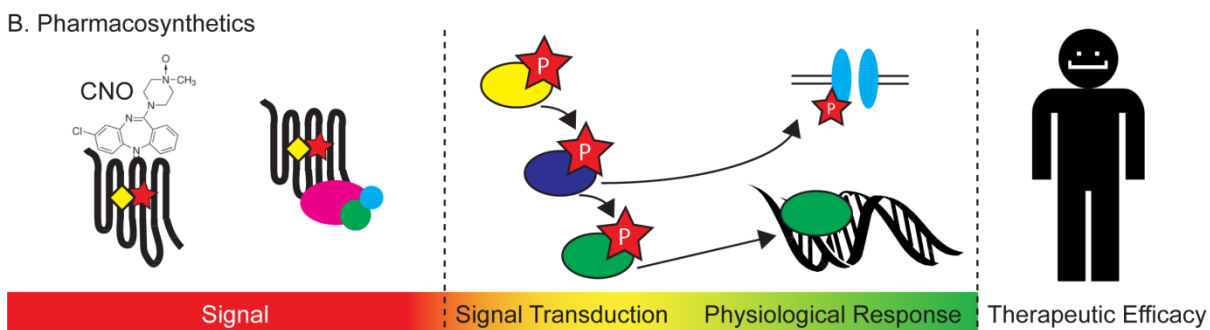 B. Pharmacosynthetics
O
N
CH₃
CNO
N
N
Cl
N
P
P
P
P
Signal
Signal Transduction
Physiological Response
Therapeutic Efficacy